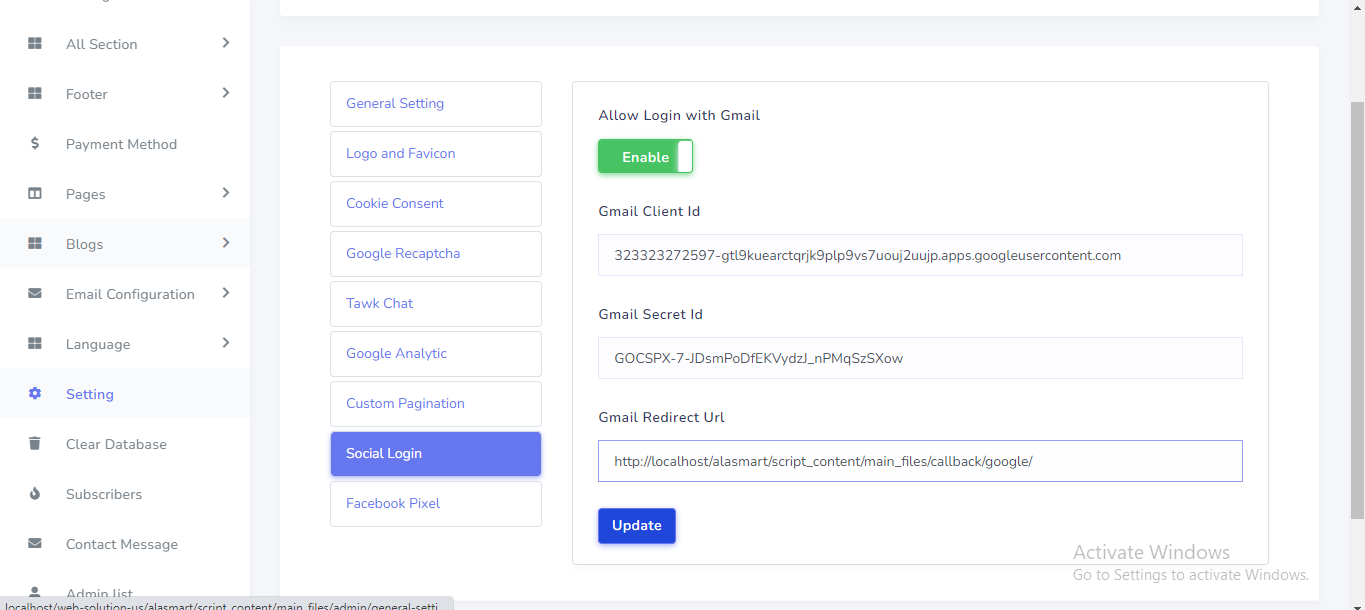 All Section
Footer
Payment Method
Pages
Blogs
Email Configuration
Language
Setting
Clear Database
Subscribers
Contact Message
Admin list
General Setting
Logo and Favicon
Cookie Consent
Google Recaptcha
Tawk Chat
Google Analytic
Custom Pagination
Social Login
Facebook Pixel
Allow Login with Gmail
Enable
Gmail Client Id
323323272597-gtl9kuearctqrjk9plp9vs7uouj2uujp.apps.googleusercontent.com
Gmail Secret Id
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
Gmail Redirect Url
http://localhost/alasmart/script_content/main_files/callback/google/
Update
Activate Windows
Go to Settings to activate Windows.
localhost/web-solution-us/alasmart/script_content/main_files/admin/general-setti...